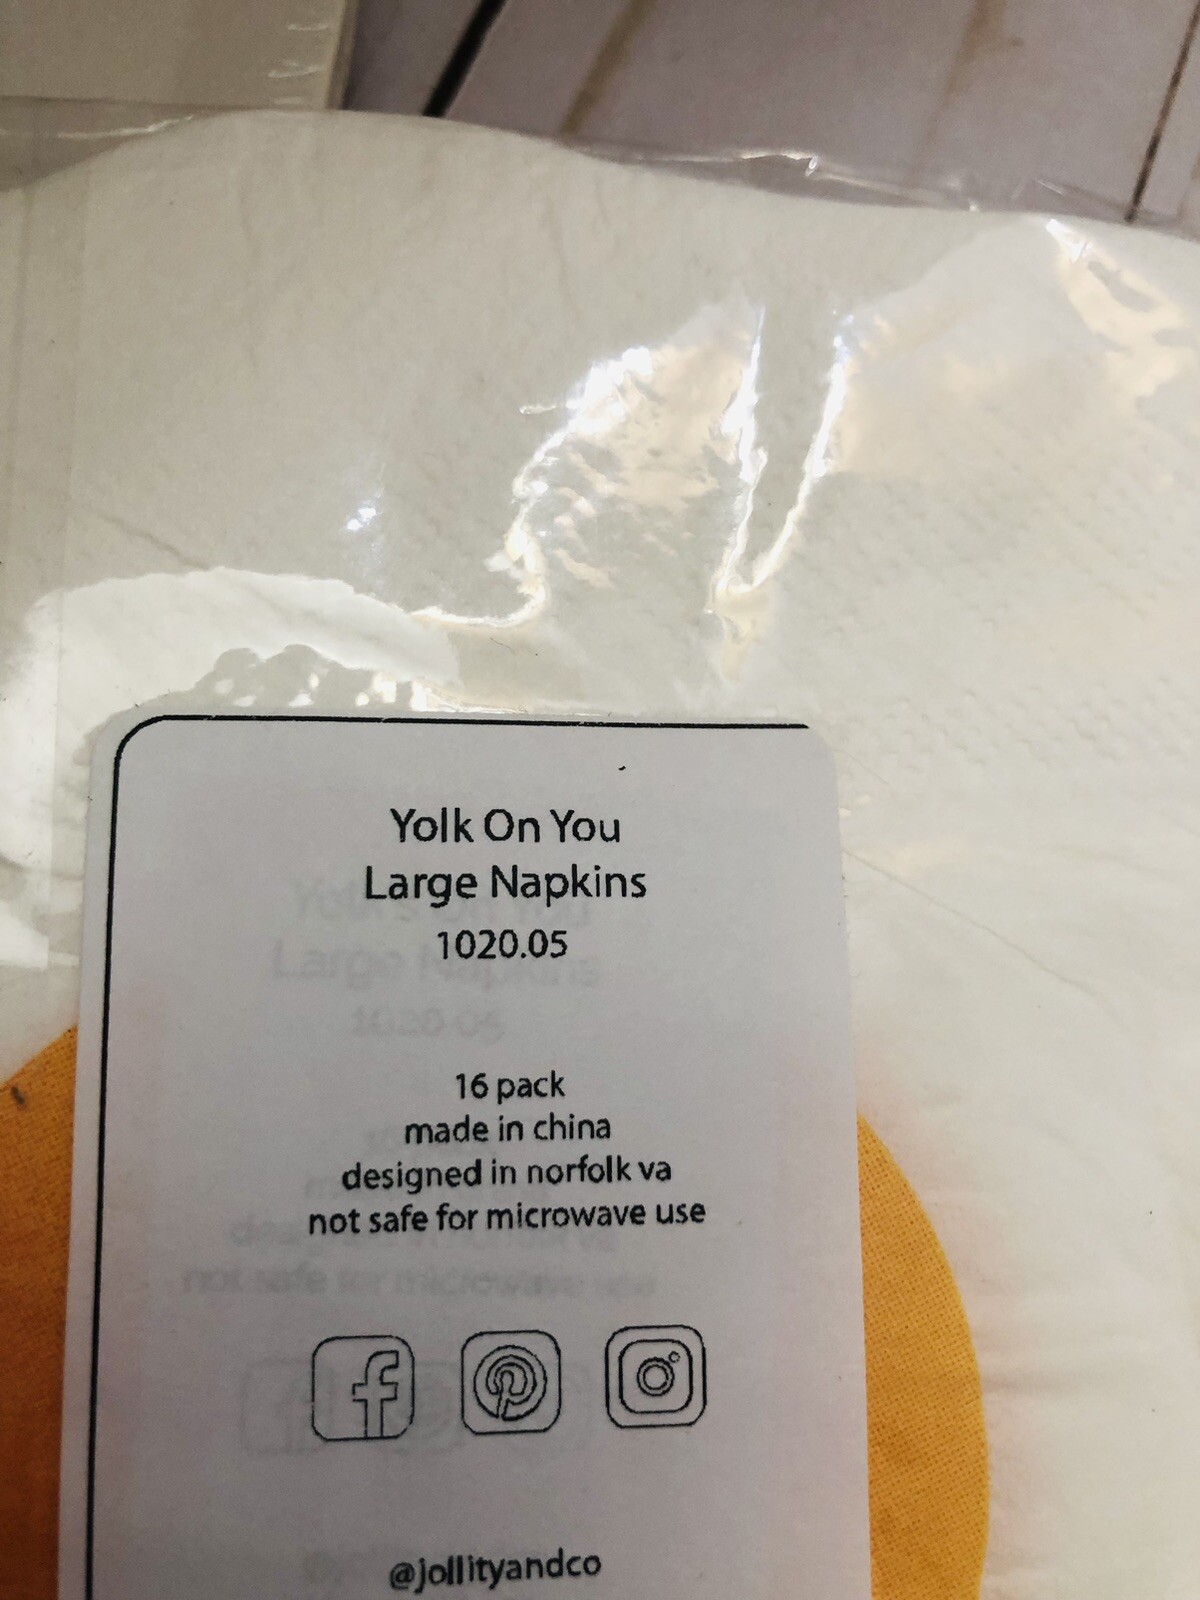 Yolk On You
Large Napkins
1020.05
16 pack
made in china
designed in norfolk va
not safe for microwave use
@jollityandco